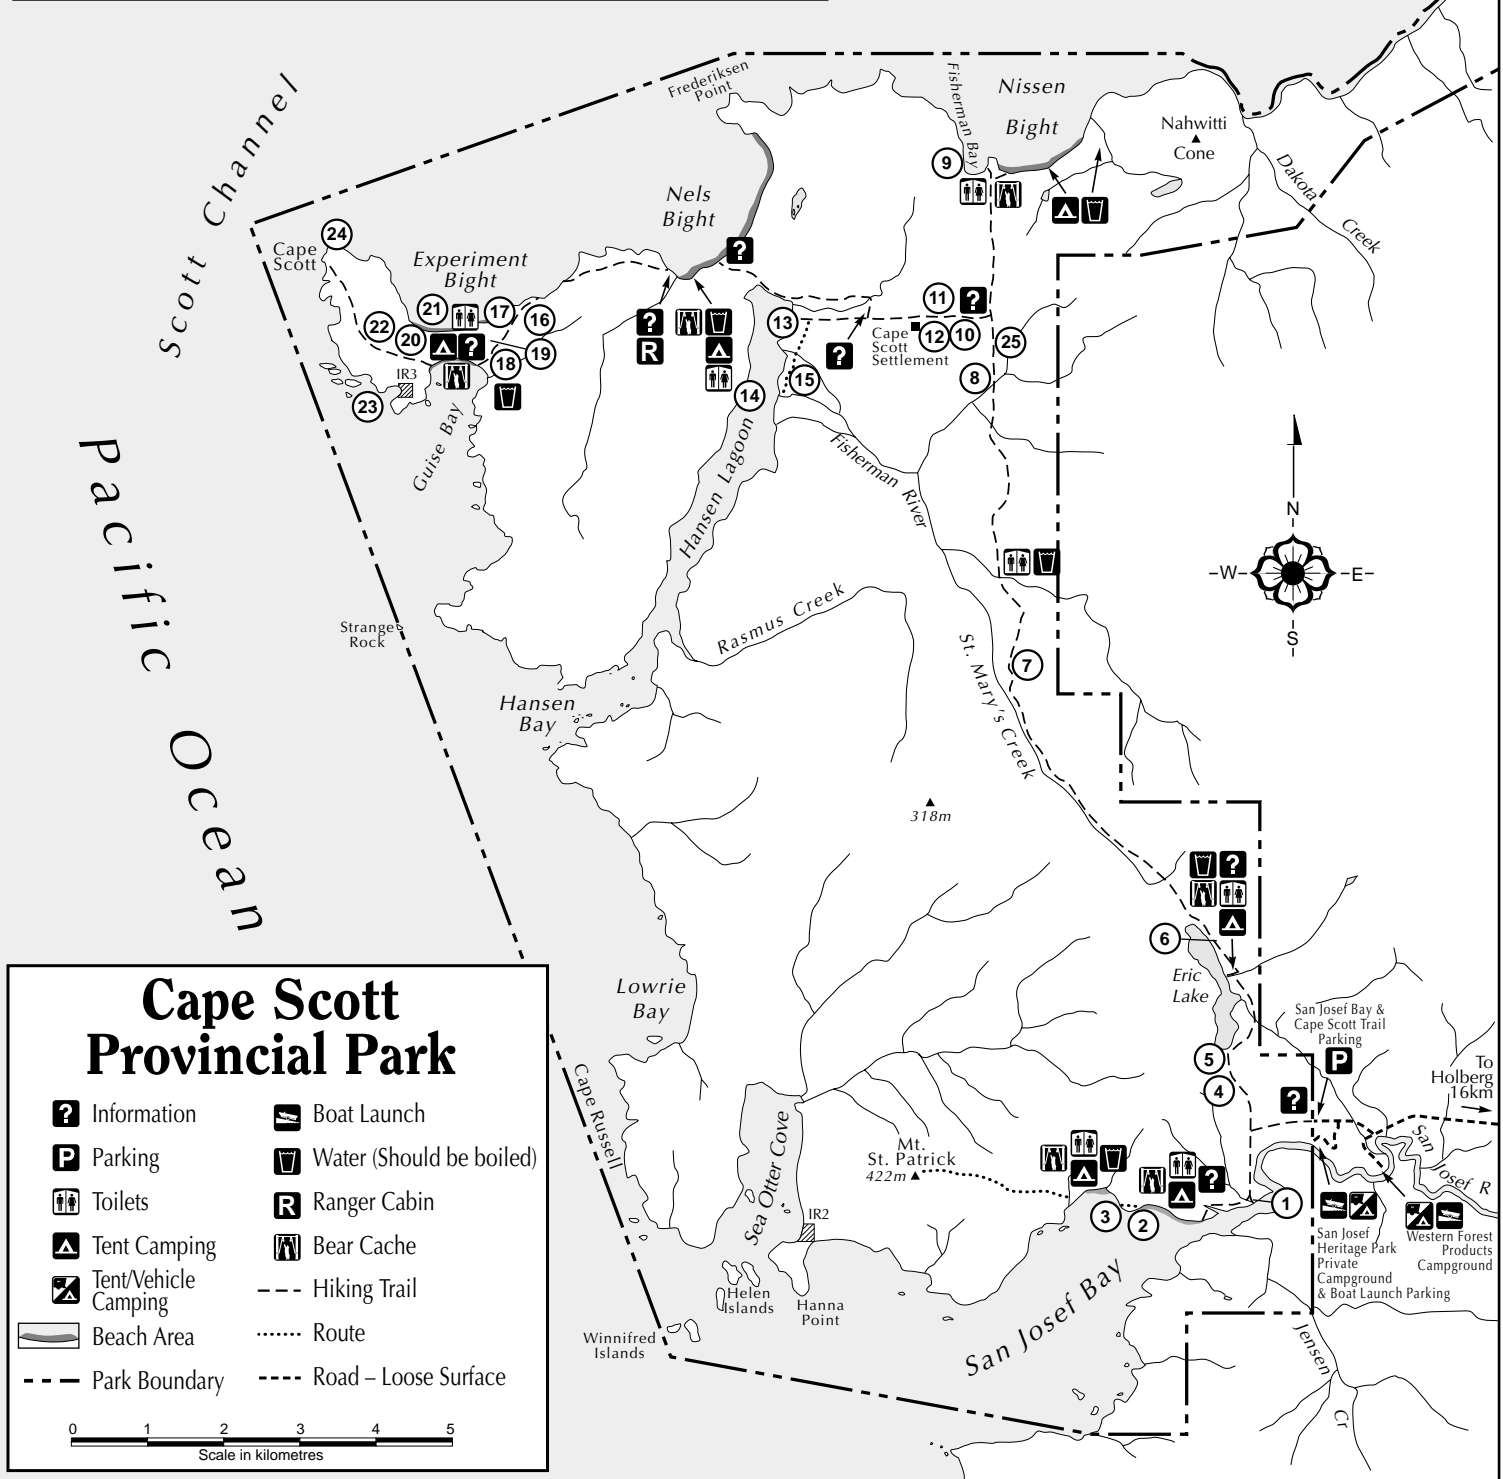 Scott Channel
Frederiksen
Point
Fisherman Bay
Nissen
Bight
Nahwitti
Cone
Dakota
Creek
9
Nels
Bight
?
24
Cape
Scott
Experiment
Bight
21
17
16
22
20
?
18
19
IR3
23
Guise Bay
?
R
13
14
15
?
11
?
Cape
Scott
Settlement
12
10
25
8
Hansen Lagoon
Fisherman River
N
W
E
S
Pacific Ocean
Strange
Rock
Rasmus Creek
St. Mary's Creek
7
Hansen
Bay
318m
?
6
Eric
Lake
Lowrie
Bay
San Josef Bay &
Cape Scott Trail
Parking
P
5
4
?
To
Holberg
16km
San Josef R
Cape Russell
Sea Otter Cove
Mt.
St. Patrick
422m
?
3
2
1
IR2
Helen
Islands
Hanna
Point
Winnifred
Islands
San Josef Bay
San Josef
Heritage Park
Private
Campground
& Boat Launch Parking
Western Forest
Products
Campground
Jensen
Cr
Cape Scott
Provincial Park
? Information
P Parking
Toilets
Tent Camping
Tent/Vehicle
Camping
Beach Area
Park Boundary
Boat Launch
Water (Should be boiled)
R Ranger Cabin
Bear Cache
Hiking Trail
Route
Road – Loose Surface
0 1 2 3 4 5
Scale in kilometres